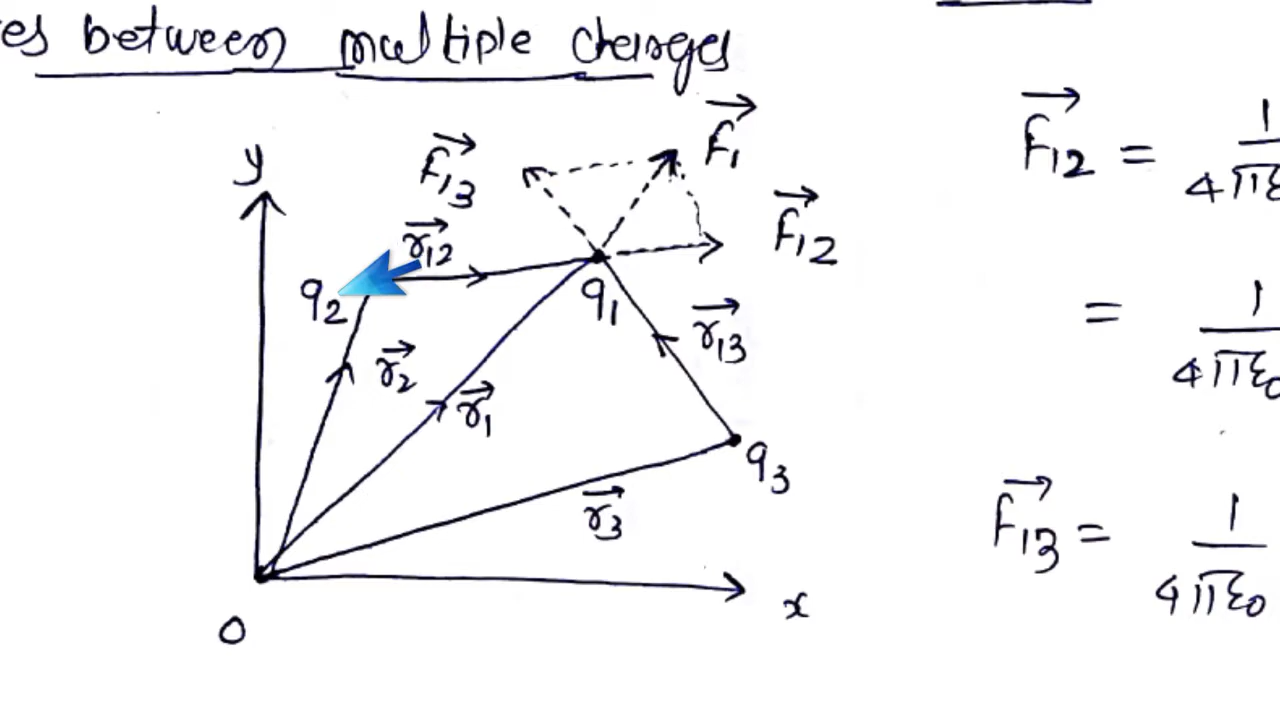 es between multiple charges
y
F₁₃
F₁
F₁₂
r₁₂
q₂
q₁
r₁₃
r₂
r₁
q₃
r₃
x
O
F₁₂ = 1
4πε
= 1
4πε₀
F₁₃ = 1
4πε₀